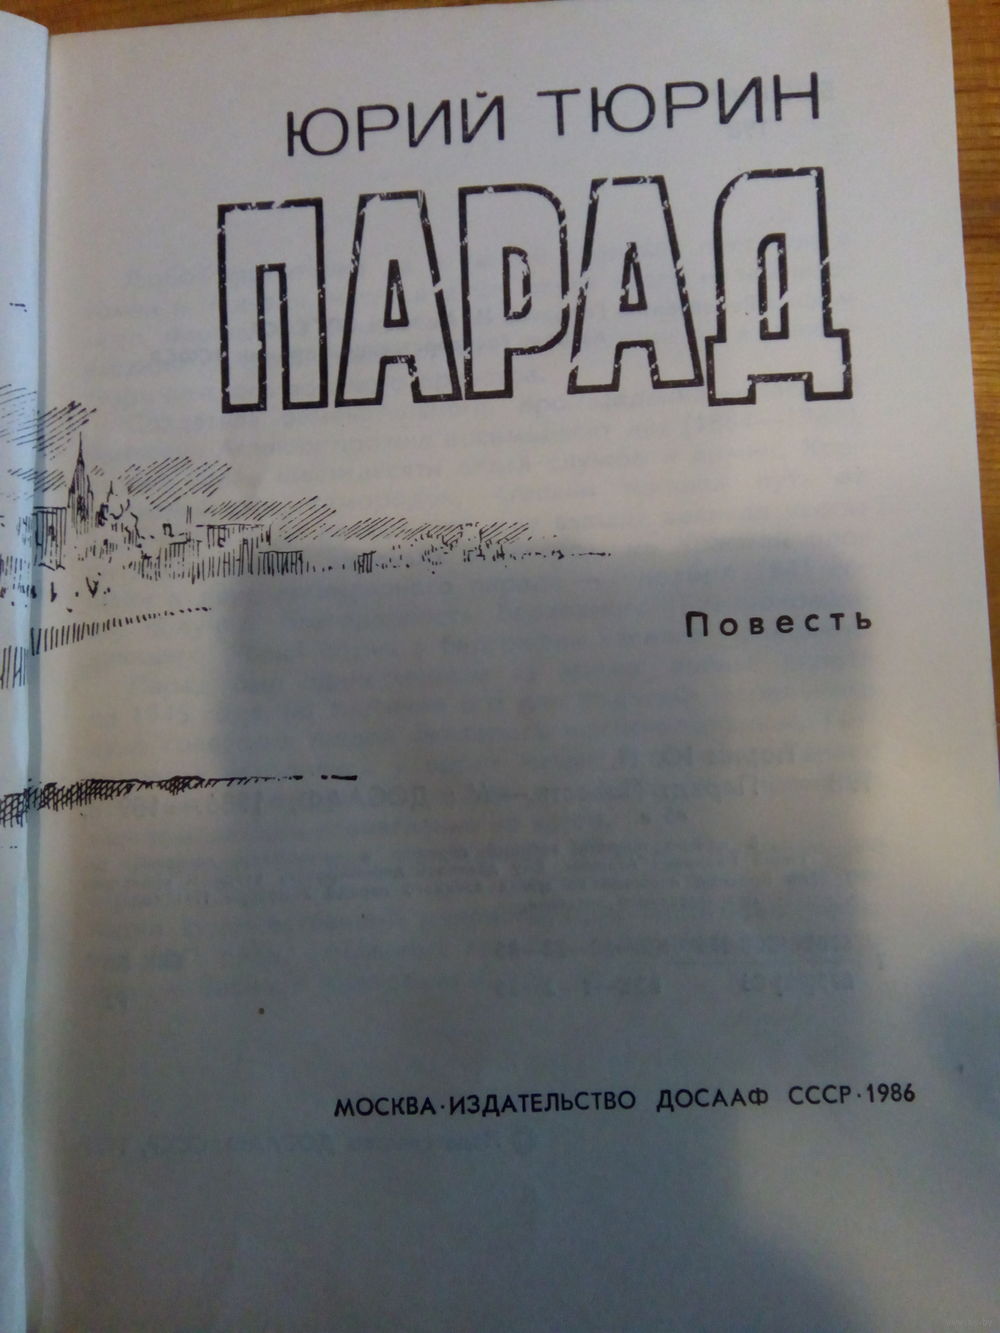 ЮРИЙ ТЮРИН
ПАРАД
Повесть
МОСКВА·ИЗДАТЕЛЬСТВО ДОСААФ СССР·1986